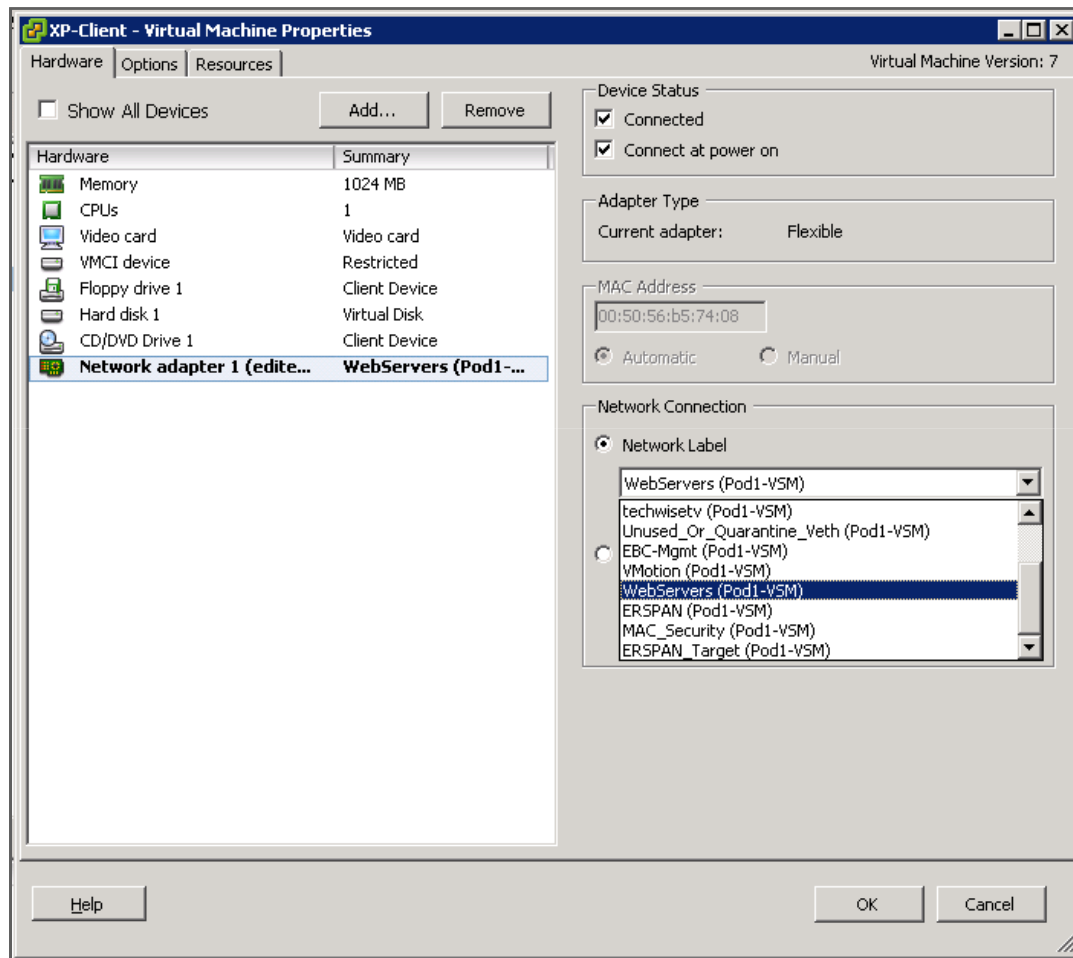 XP-Client - Virtual Machine Properties
Hardware Options Resources
Virtual Machine Version: 7
Show All Devices
Add...
Remove
Hardware Summary
Memory 1024 MB
CPUs 1
Video card Video card
VMCI device Restricted
Floppy drive 1 Client Device
Hard disk 1 Virtual Disk
CD/DVD Drive 1 Client Device
Network adapter 1 (edite... WebServers (Pod1-...
Device Status
Connected
Connect at power on
Adapter Type
Current adapter: Flexible
MAC Address
00:50:56:b5:74:08
Automatic Manual
Network Connection
Network Label
WebServers (Pod1-VSM)
techwisetv (Pod1-VSM)
Unused_Or_Quarantine_Veth (Pod1-VSM)
EBC-Mgmt (Pod1-VSM)
VMotion (Pod1-VSM)
WebServers (Pod1-VSM)
ERSPAN (Pod1-VSM)
MAC_Security (Pod1-VSM)
ERSPAN_Target (Pod1-VSM)
Help
OK
Cancel